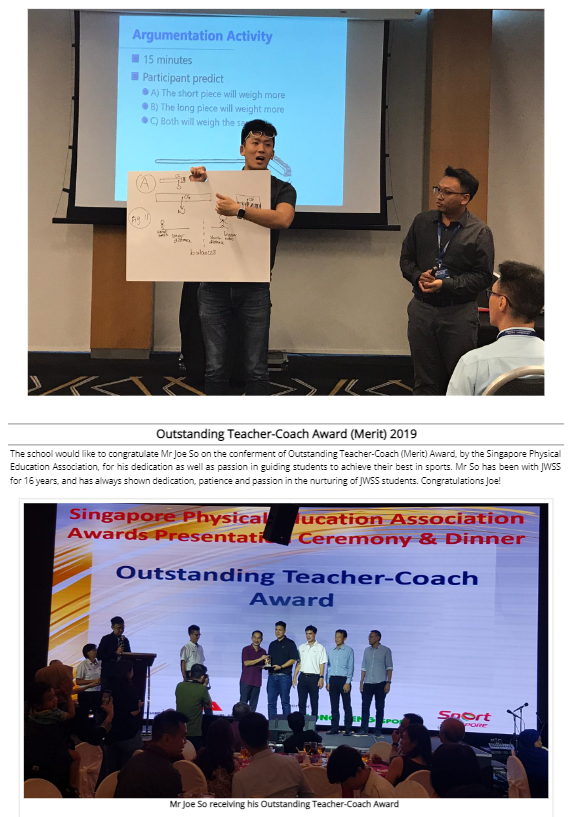 Argumentation Activity
15 minutes
Participant predict
A) The short piece will weigh more
B) The long piece will weight more
C) Both will weigh the
A
balanced
Outstanding Teacher-Coach Award (Merit) 2019
The school would like to congratulate Mr Joe So on the conferment of Outstanding Teacher-Coach (Merit) Award, by the Singapore Physical
Education Association, for his dedication as well as passion in guiding students to achieve their best in sports. Mr So has been with JWSS
for 16 years, and has always shown dedication, patience and passion in the nurturing of JWSS students. Congratulations Joe!
Singapore Physical Education Association
Awards Presentation Ceremony & Dinner
Outstanding Teacher-Coach
Award
Sport
Mr Joe So receiving his Outstanding Teacher-Coach Award